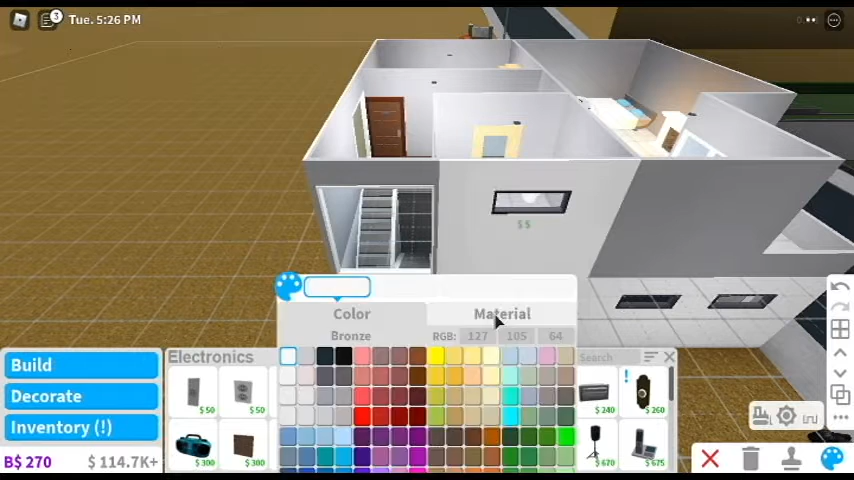 3 Tue. 5:26 PM
$ $
Color Material
Bronze RGB: 127 105 64
Build
Decorate
Inventory (!)
B$ 270 $ 114.7K+
Electronics
Search
$ 50 $ 50 $ 240 ! $ 260
$ 300 $ 300 $ 670 $ 675